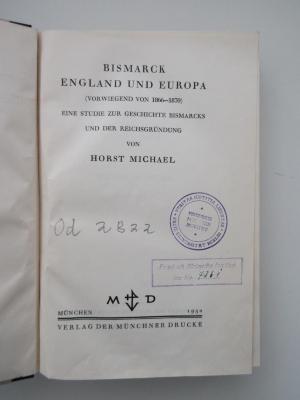 BISMARCK
ENGLAND UND EUROPA
(VORWIEGEND VON 1866—1870)
EINE STUDIE ZUR GESCHICHTE BISMARCKS
UND DER REICHSGRÜNDUNG
VON
HORST MICHAEL
Od 2822
M D
MÜNCHEN 1930
VERLAG DER MÜNCHNER DRUCKE